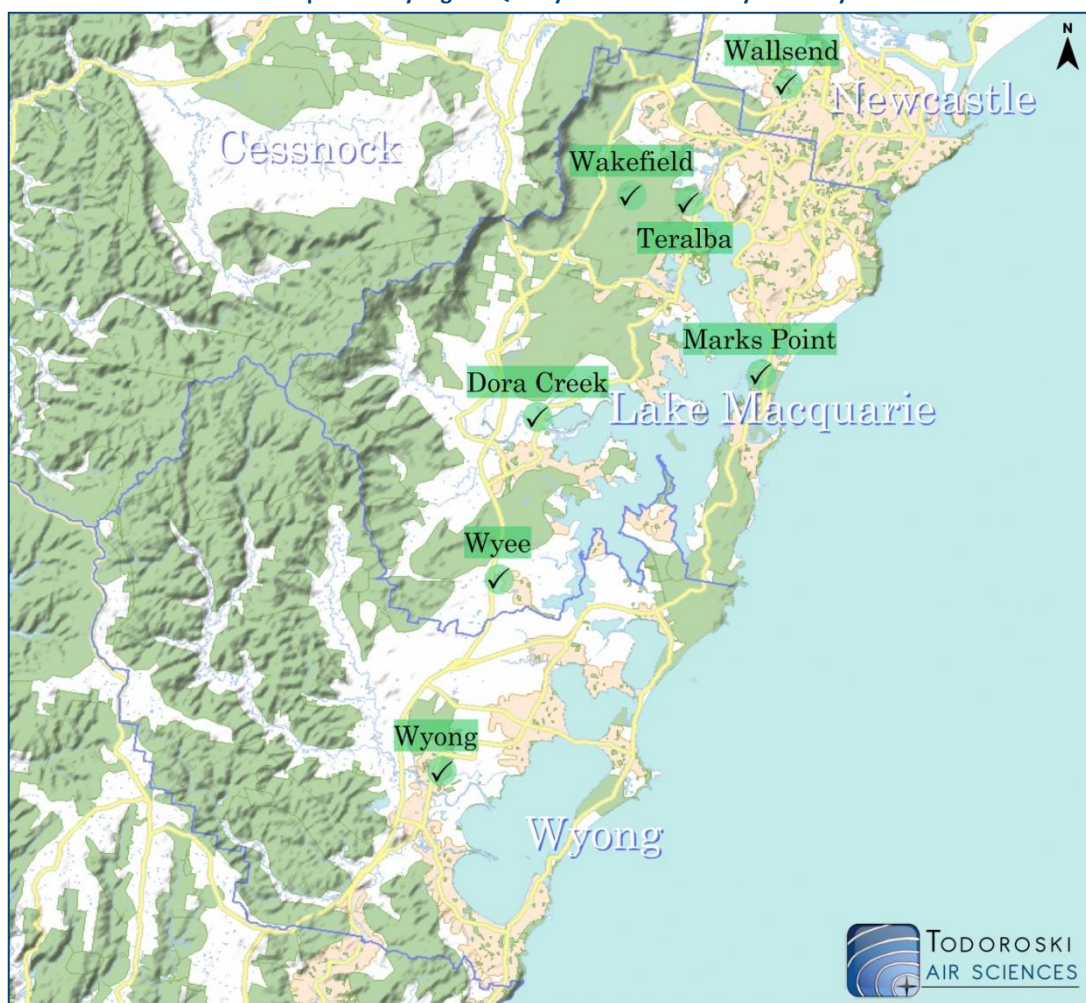 N
Wallsend
Newcastle
Cessnock
Wakefield
Teralba
Marks Point
Dora Creek
Lake Macquarie
Wyee
Wyong
Wyong
TODOROSKI
AIR SCIENCES